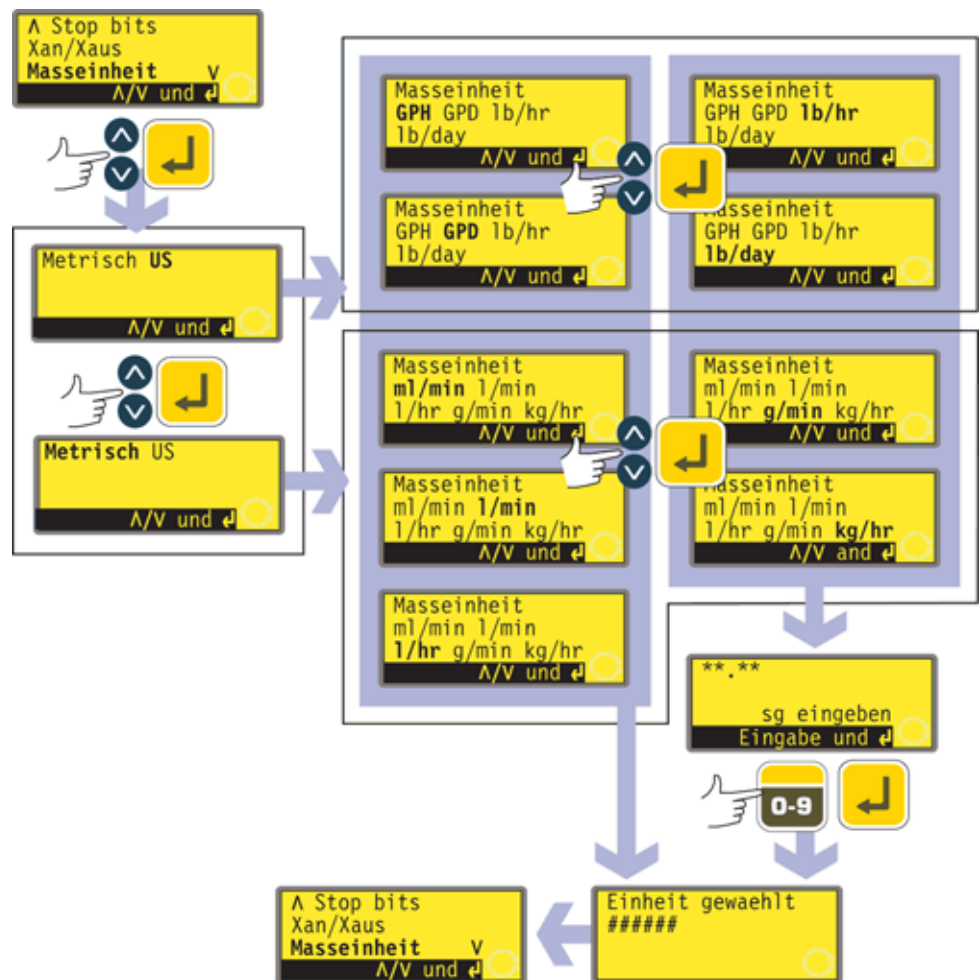 Λ Stop bits
Xan/Xaus
Masseinheit V
Λ/V und ↲
Metrisch US
Λ/V und ↲
Metrisch US
Λ/V und ↲
Masseinheit
GPH GPD lb/hr
lb/day
Λ/V und ↲
Masseinheit
GPH GPD lb/hr
lb/day
Λ/V und ↲
Masseinheit
GPH GPD lb/hr
lb/day
Λ/V und ↲
Masseinheit
GPH GPD lb/hr
lb/day
Λ/V und ↲
Masseinheit
ml/min l/min
l/hr g/min kg/hr
Λ/V und ↲
Masseinheit
ml/min l/min
l/hr g/min kg/hr
Λ/V und ↲
Masseinheit
ml/min l/min
l/hr g/min kg/hr
Λ/V und ↲
Masseinheit
ml/min l/min
l/hr g/min kg/hr
Λ/V and ↲
Masseinheit
ml/min l/min
l/hr g/min kg/hr
Λ/V und ↲
**.**
sg eingeben
Eingabe und ↲
0-9
Einheit gewaehlt
######
Λ Stop bits
Xan/Xaus
Masseinheit V
Λ/V und ↲